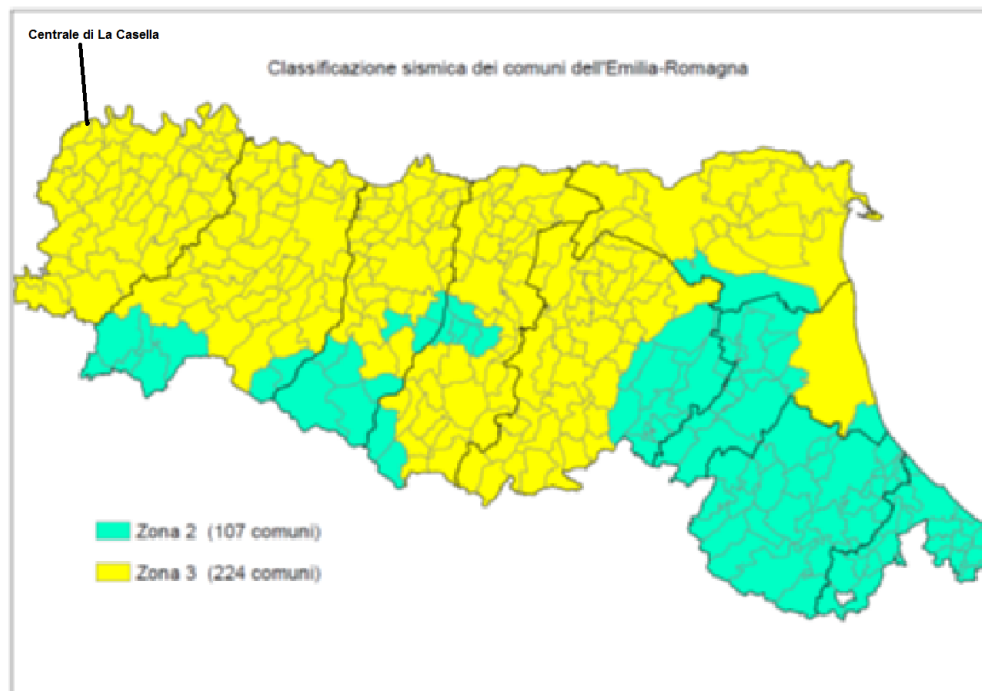 Centrale di La Casella
Classificazione sismica dei comuni dell'Emilia-Romagna
Zona 2 (107 comuni)
Zona 3 (224 comuni)